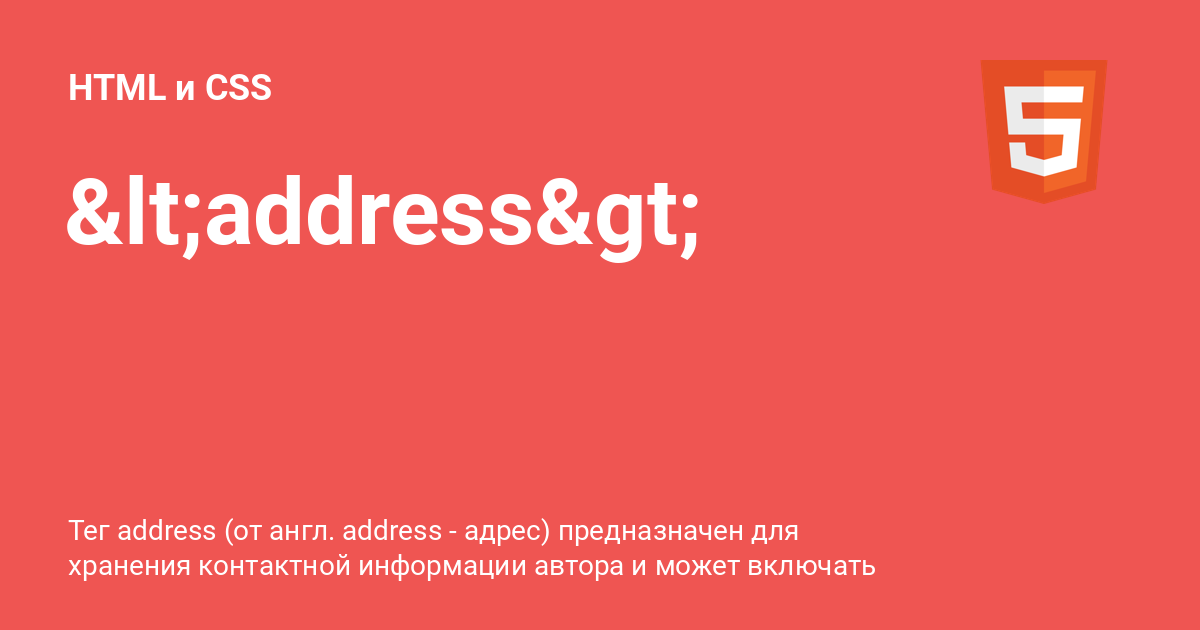 HTML и CSS
&lt;address&gt;
Тег address (от англ. address - адрес) предназначен для
хранения контактной информации автора и может включать